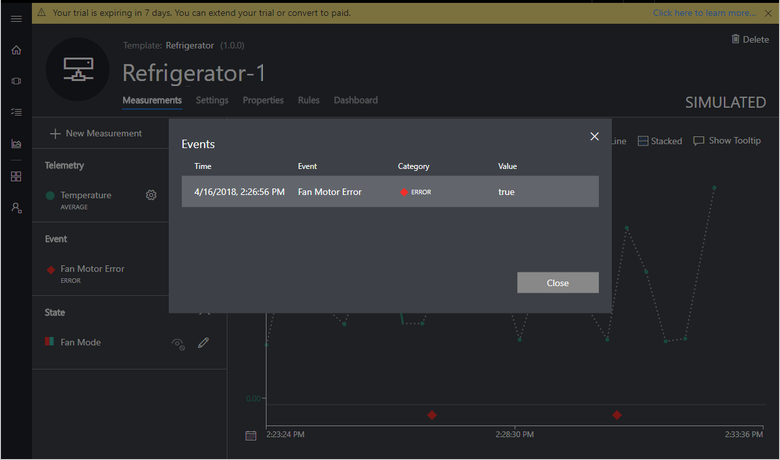 Your trial is expiring in 7 days. You can extend your trial or convert to paid.
Click here to learn more...
Template: Refrigerator (1.0.0)
Delete
Refrigerator-1
Measurements Settings Properties Rules Dashboard
SIMULATED
New Measurement
Line Stacked Show Tooltip
Telemetry
Temperature
AVERAGE
Event
Fan Motor Error
ERROR
State
Fan Mode
Events
Time Event Category Value
4/16/2018, 2:26:56 PM Fan Motor Error ERROR true
Close
0.00
2:23:24 PM 2:28:30 PM 2:33:36 PM